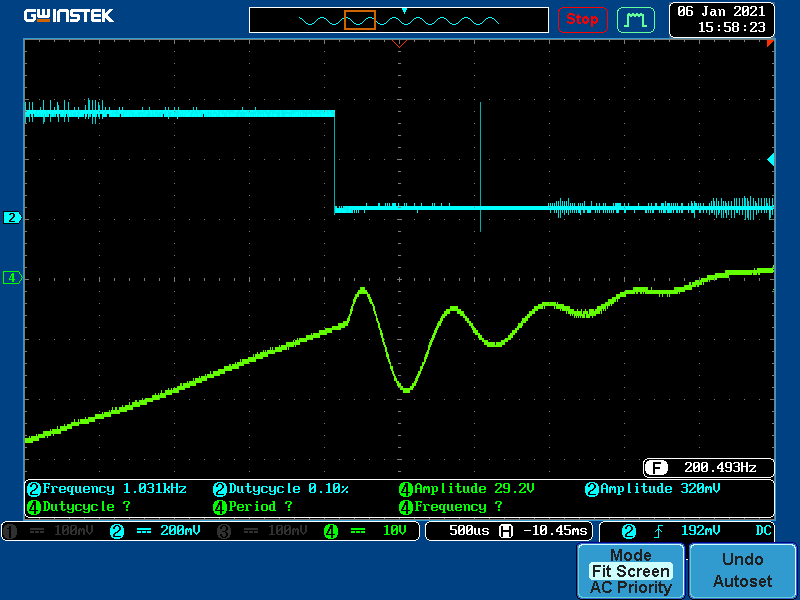 GWINSTEK
Stop
06 Jan 2021
15:58:23
2
4
F 200.493Hz
2 Frequency 1.031kHz 2 Dutycycle 0.10% 4 Amplitude 29.2V 2 Amplitude 320mV
4 Dutycycle ? 4 Period ? 4 Frequency ?
1 100mV 2 200mV 3 100mV 4 10V 500us H -10.45ms 2 192mV DC
Mode
Fit Screen
AC Priority
Undo
Autoset